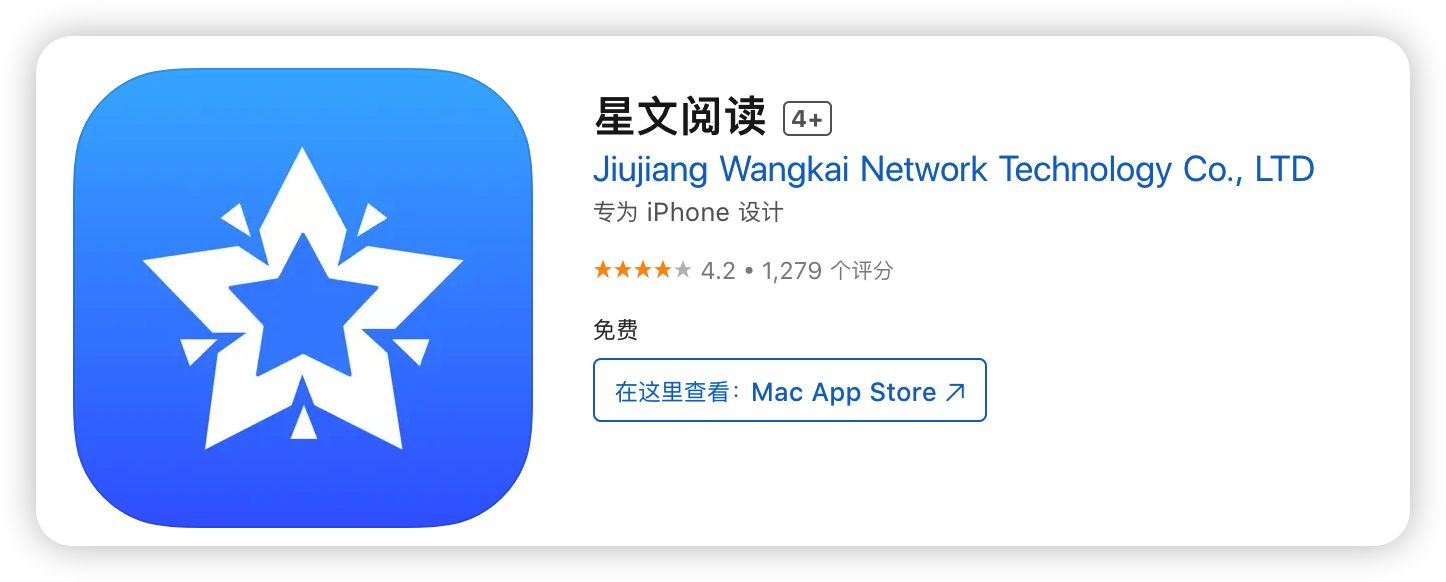 星文阅读 4+
Jiujiang Wangkai Network Technology Co., LTD
专为 iPhone 设计
★★★★★ 4.2 • 1,279 个评分
免费
在这里查看：Mac App Store ↗